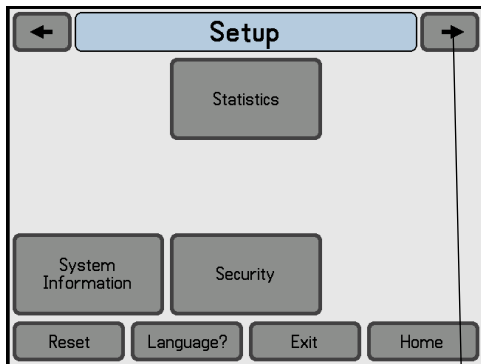 Setup
Statistics
System
Information
Security
Reset
Language?
Exit
Home